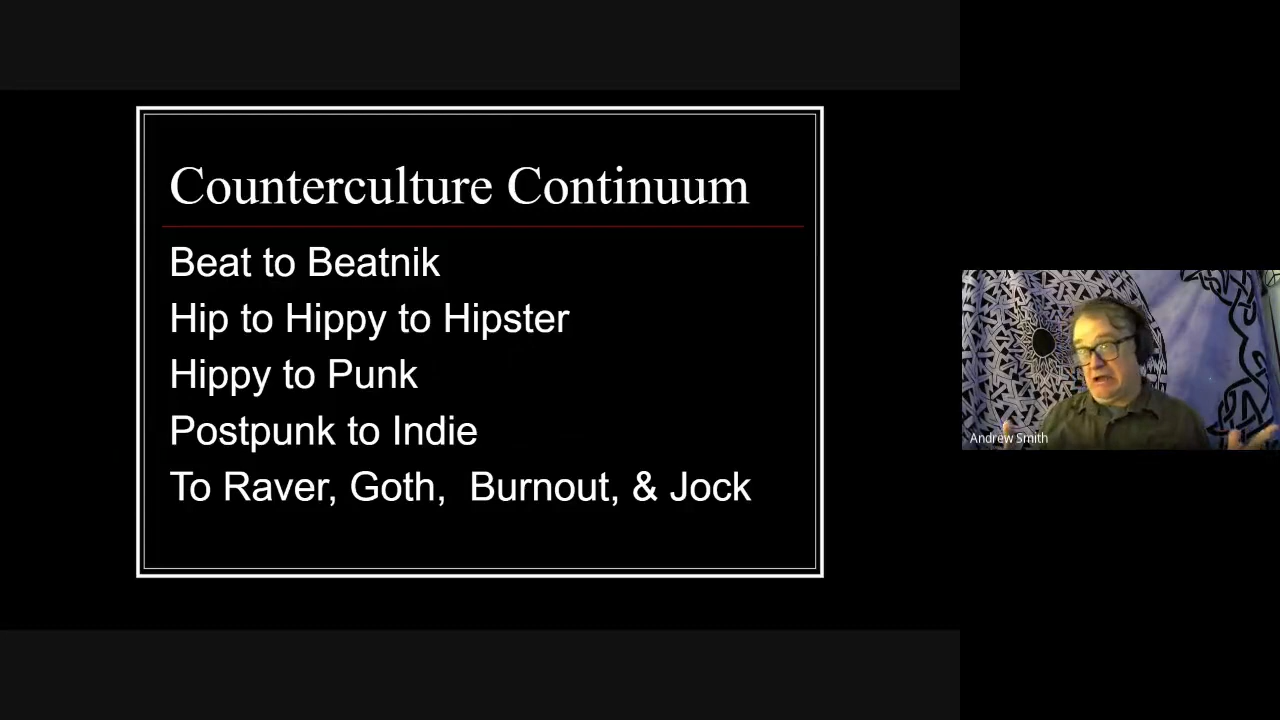 Counterculture Continuum
Beat to Beatnik
Hip to Hippy to Hipster
Hippy to Punk
Postpunk to Indie
To Raver, Goth,  Burnout, & Jock
Andrew Smith